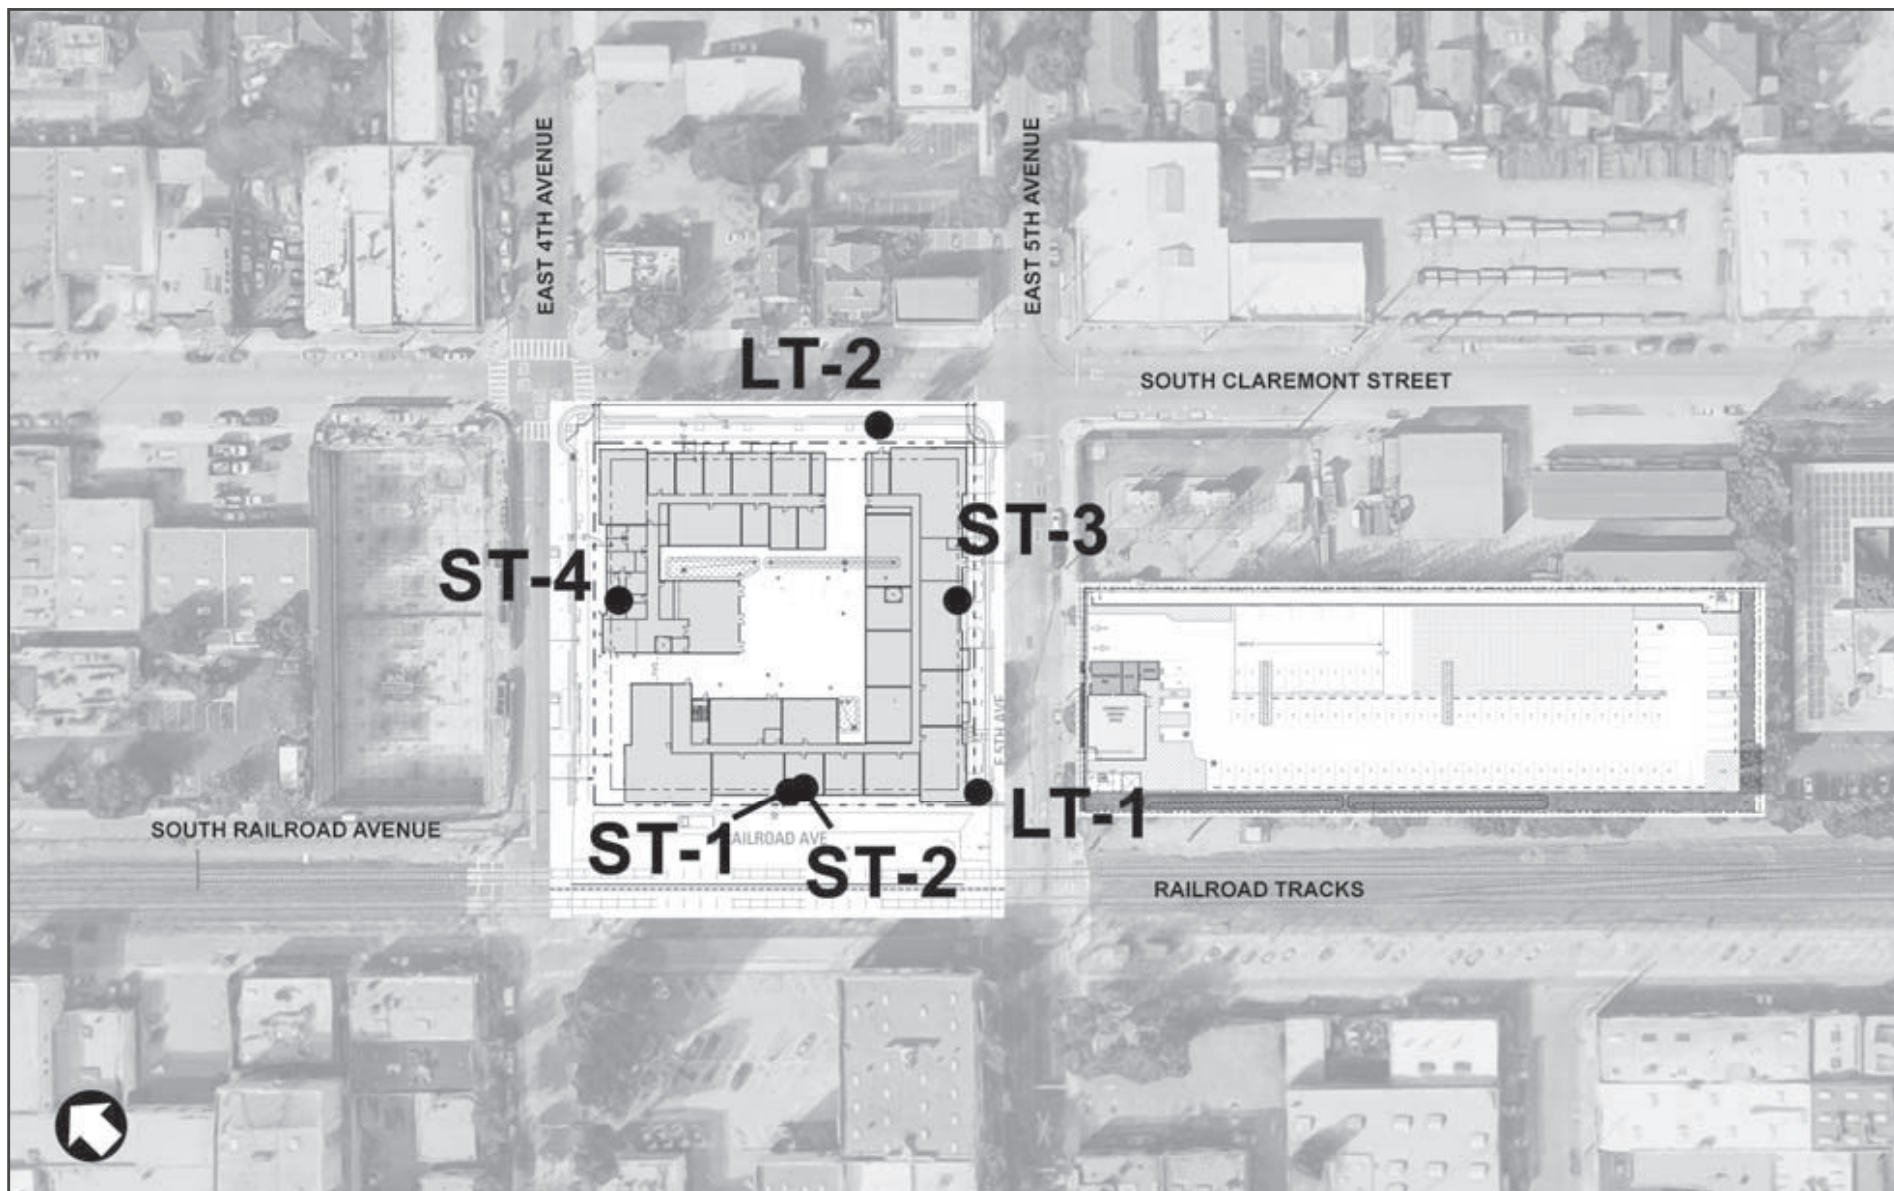 EAST 4TH AVENUE
EAST 5TH AVENUE
LT-2
SOUTH CLAREMONT STREET
ST-3
ST-4
E 5TH AVE
LT-1
SOUTH RAILROAD AVENUE
ST-1
RAILROAD AVE
ST-2
RAILROAD TRACKS